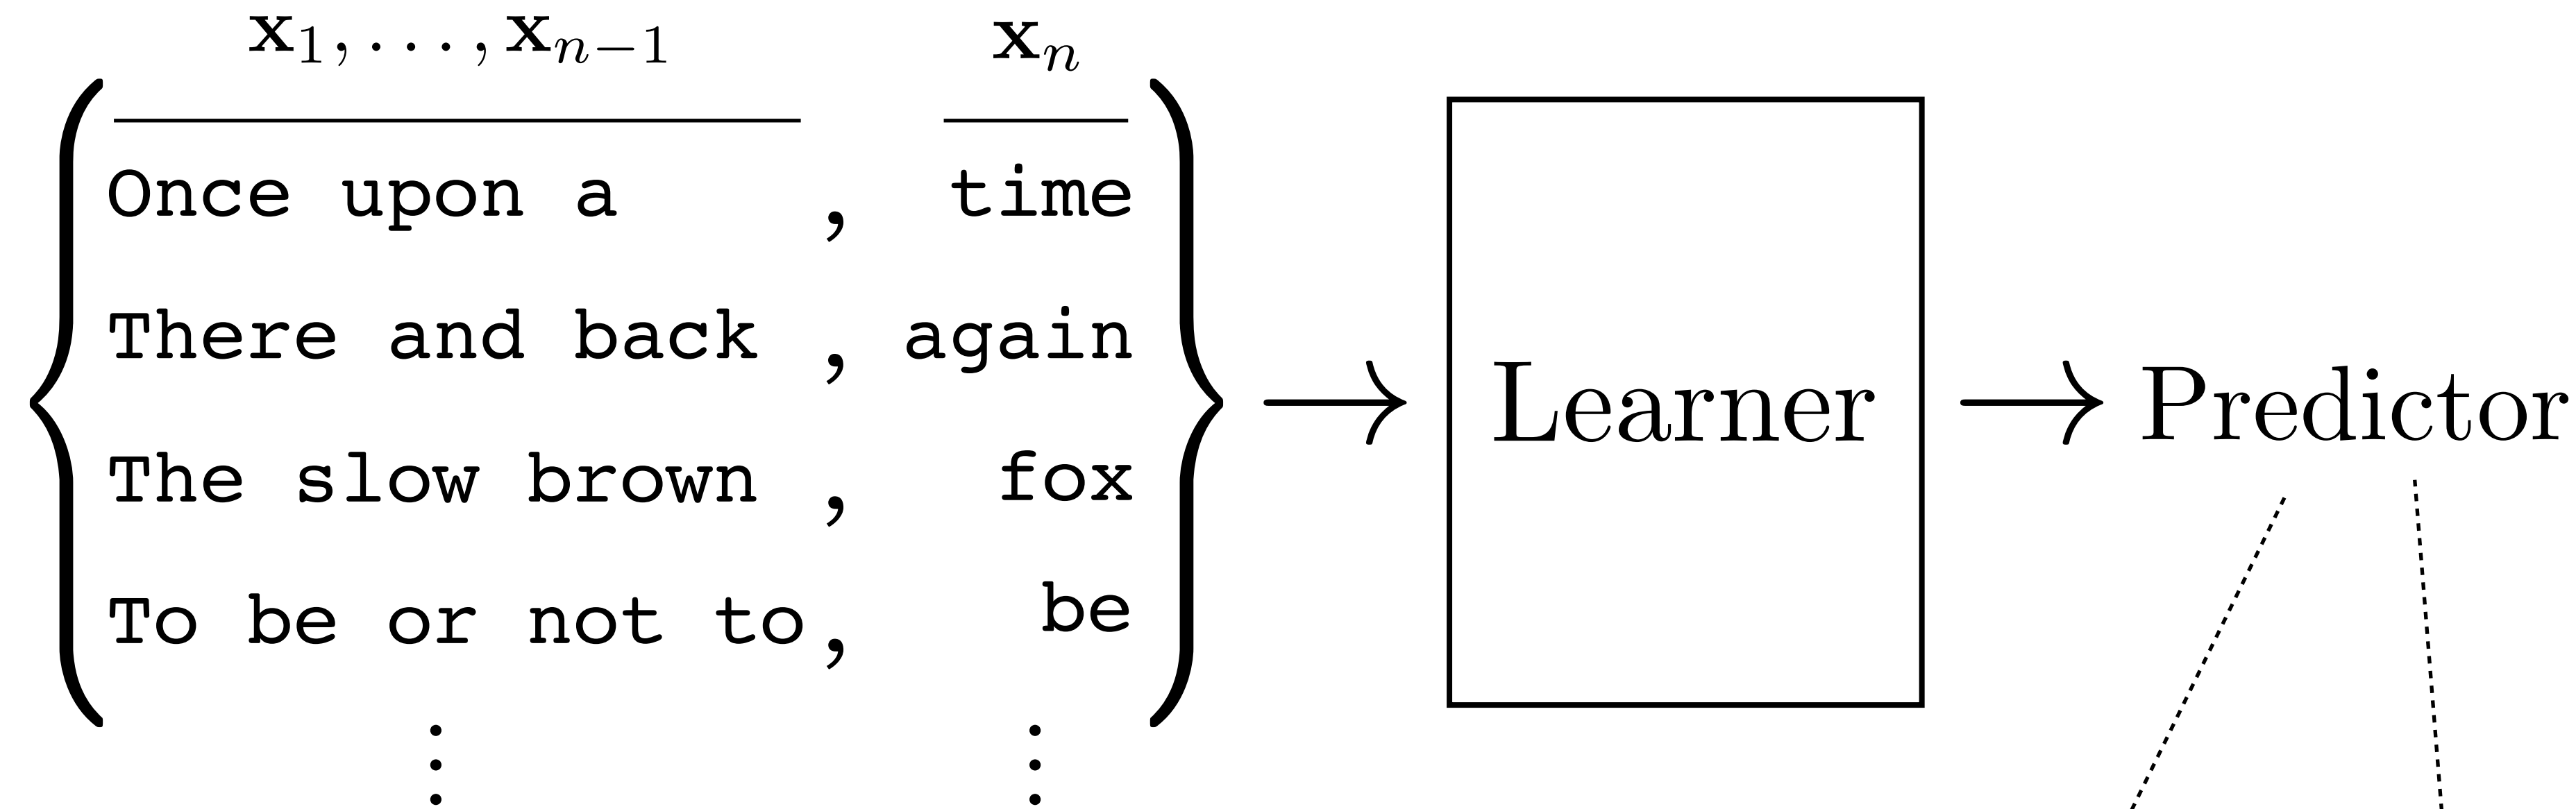 x₁,...,xₙ₋₁ xₙ
Once upon a , time
There and back , again
The slow brown , fox
To be or not to, be
Learner
Predictor